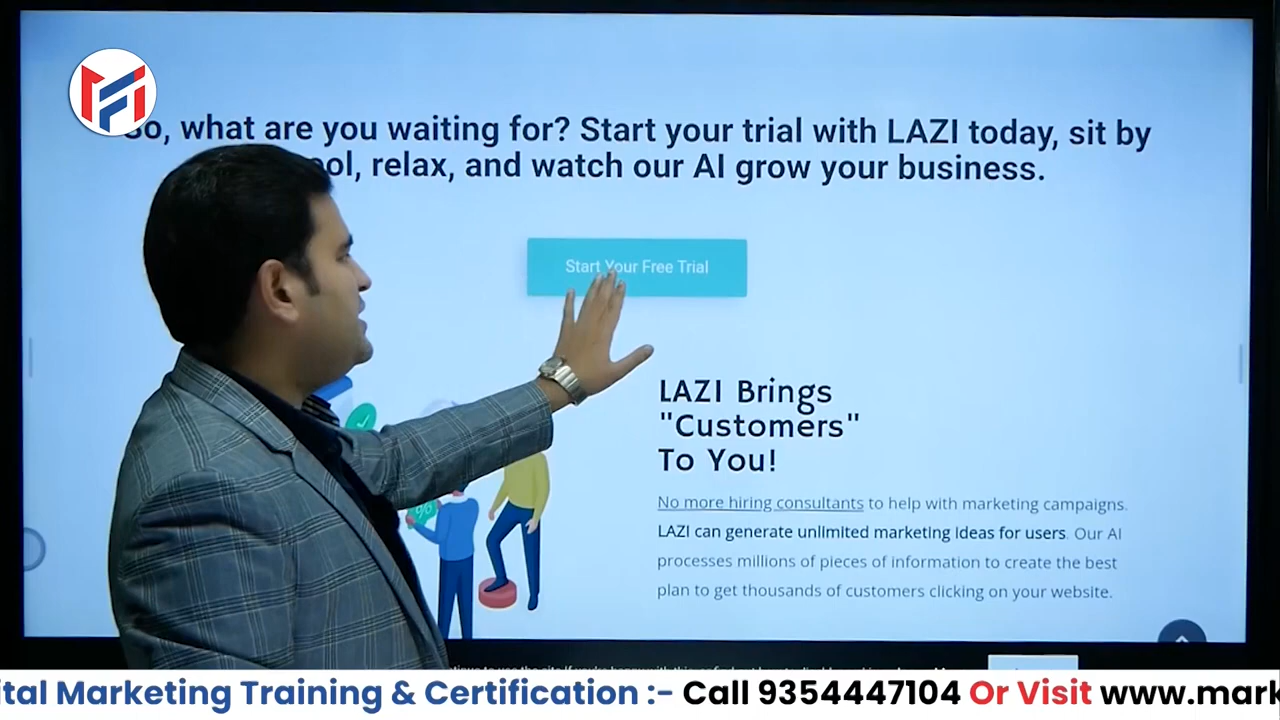 So, what are you waiting for? Start your trial with LAZI today, sit by
relax, and watch our AI grow your business.
Start Your Free Trial
LAZI Brings
"Customers"
To You!
No more hiring consultants to help with marketing campaigns.
LAZI can generate unlimited marketing ideas for users. Our AI
processes millions of pieces of information to create the best
plan to get thousands of customers clicking on your website.
Marketing Training & Certification :- Call 9354447104 Or Visit